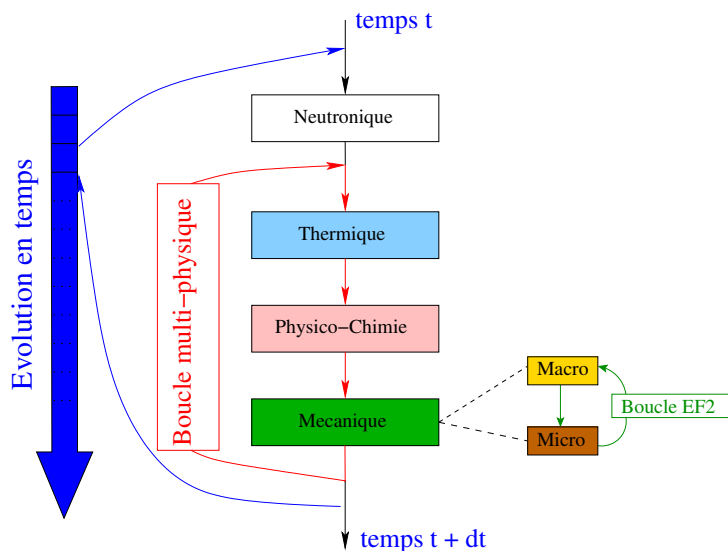 temps t
Neutronique
Evolution en temps
Boucle multi-physique
Thermique
Physico-Chimie
Macro
Boucle EF2
Mecanique
Micro
temps t + dt